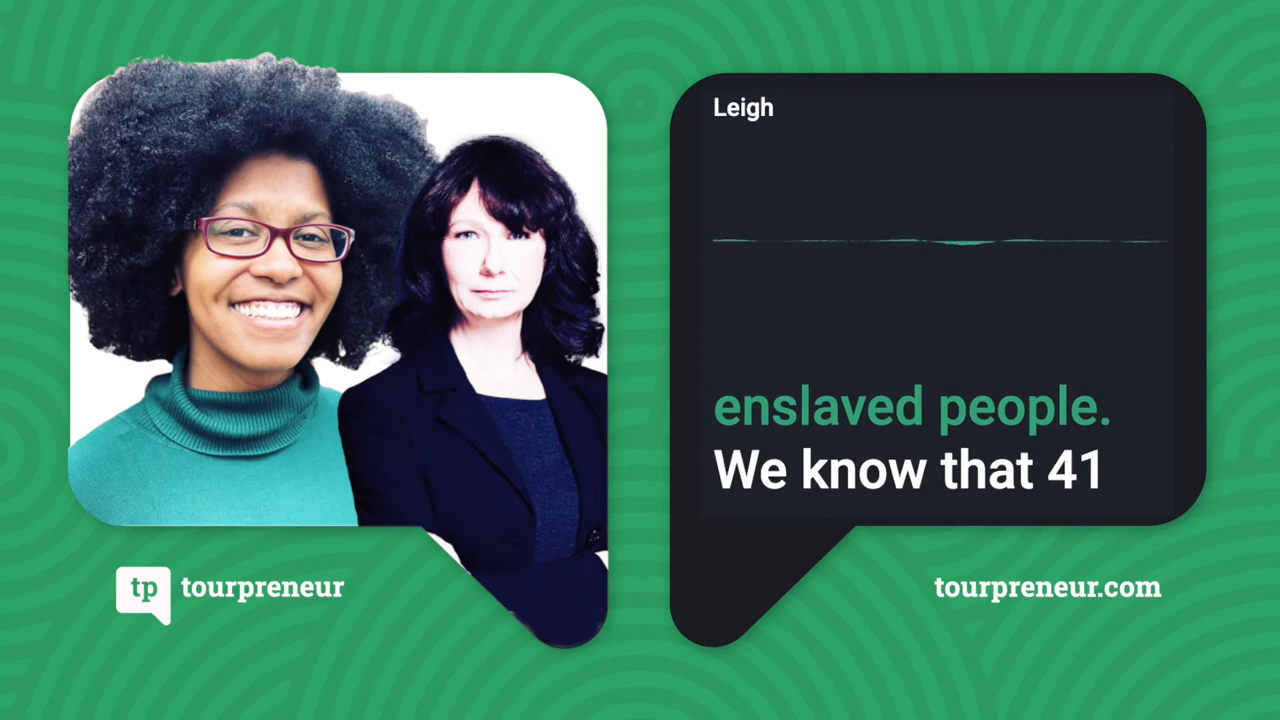 Leigh
enslaved people.
We know that 41
tp tourpreneur
tourpreneur.com